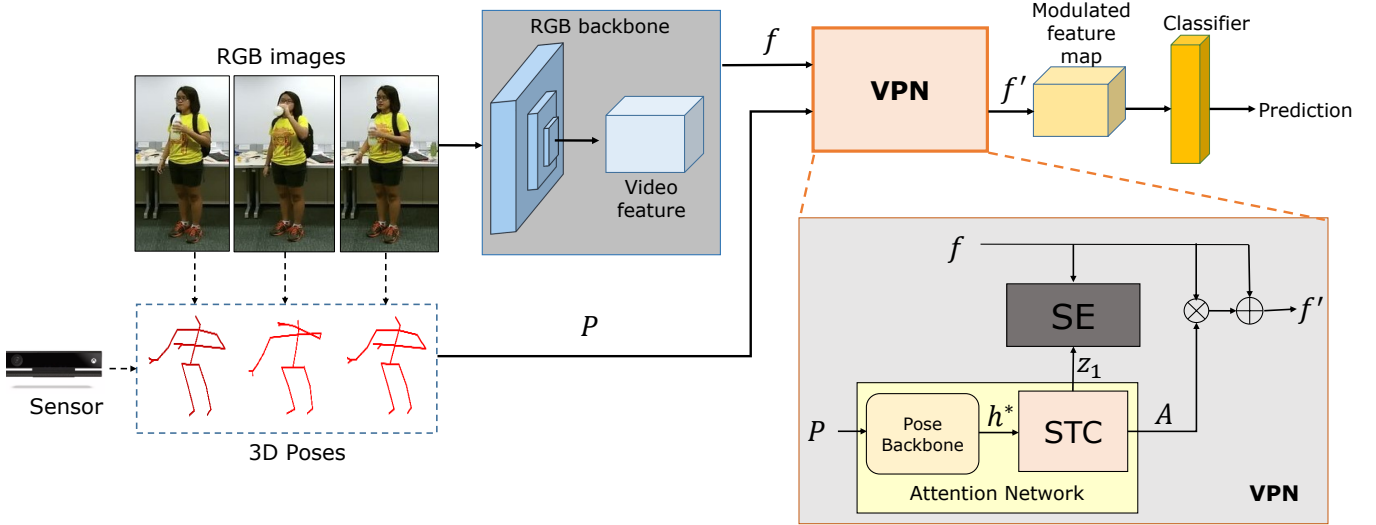 RGB images
RGB backbone
Video
feature
f
VPN
f′
Modulated
feature
map
Classifier
Prediction
Sensor
3D Poses
P
f
SE
f′
z₁
P
Pose
Backbone
h*
STC
A
Attention Network
VPN